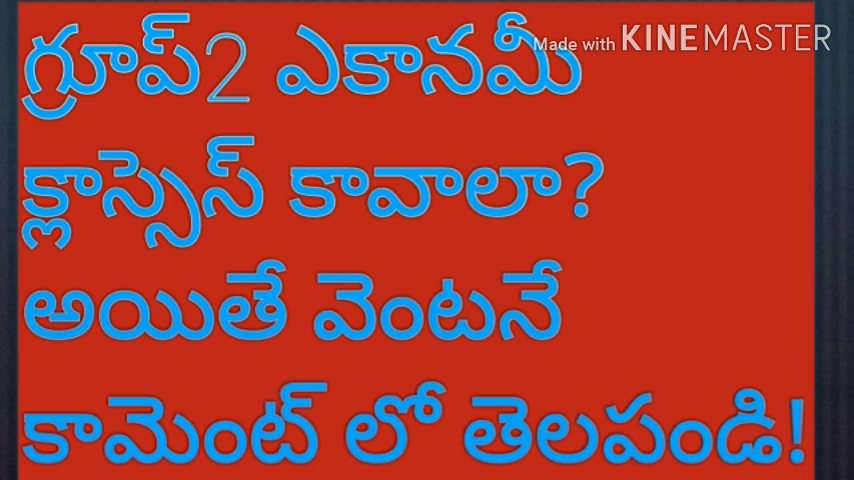 Made with KINEMASTER
గ్రూప్2 ఎకానమీ
క్లాస్సెస్ కావాలా?
అయితే వెంటనే
కామెంట్ లో తెలపండి!